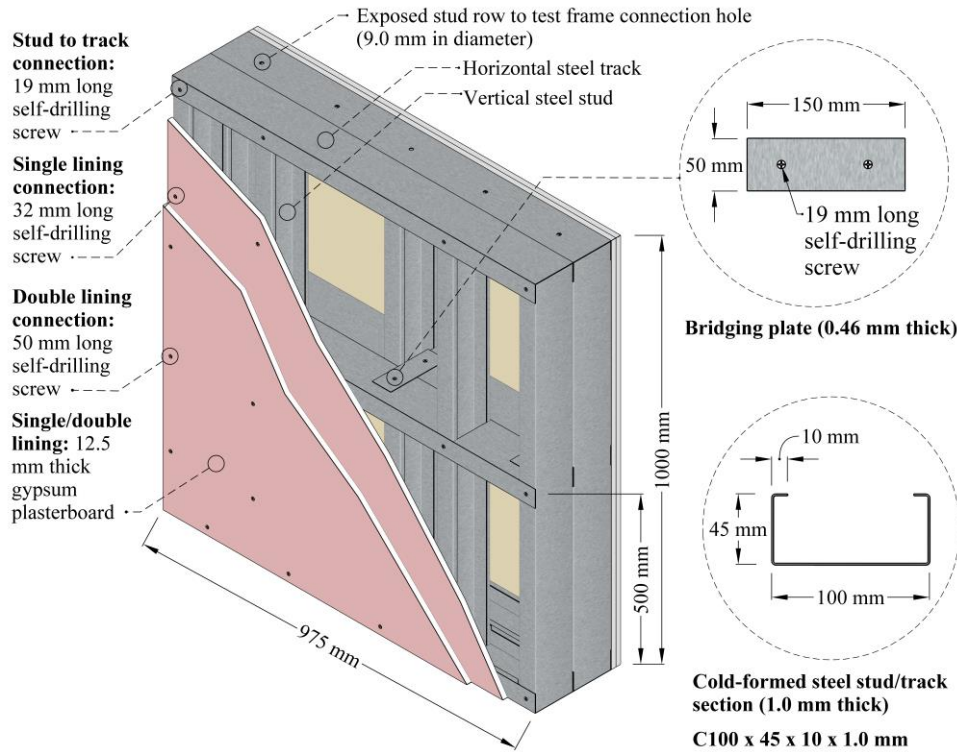 Stud to track
connection:
19 mm long
self-drilling
screw
Single lining
connection:
32 mm long
self-drilling
screw
Double lining
connection:
50 mm long
self-drilling
screw
Single/double
lining: 12.5
mm thick
gypsum
plasterboard
Exposed stud row to test frame connection hole
(9.0 mm in diameter)
Horizontal steel track
Vertical steel stud
975 mm
1000 mm
500 mm
150 mm
50 mm
19 mm long
self-drilling
screw
Bridging plate (0.46 mm thick)
10 mm
45 mm
100 mm
Cold-formed steel stud/track
section (1.0 mm thick)
C100 x 45 x 10 x 1.0 mm